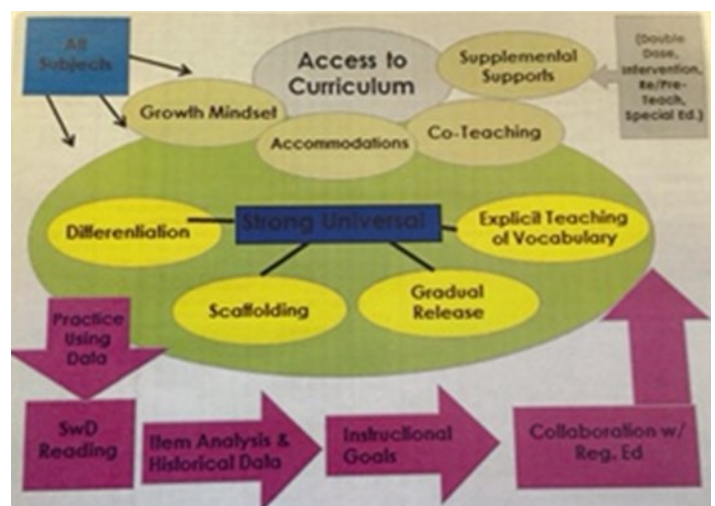 All
Subjects
Access to
Curriculum
Supplemental
Supports
(Double
Dose,
Intervention,
Re/Pre-
Teach,
Special Ed.)
Growth Mindset
Accommodations
Co-Teaching
Differentiation
Strong Universal
Explicit Teaching
of Vocabulary
Scaffolding
Gradual
Release
Practice
Using
Data
SwD
Reading
Item Analysis &
Historical Data
Instructional
Goals
Collaboration w/
Reg. Ed